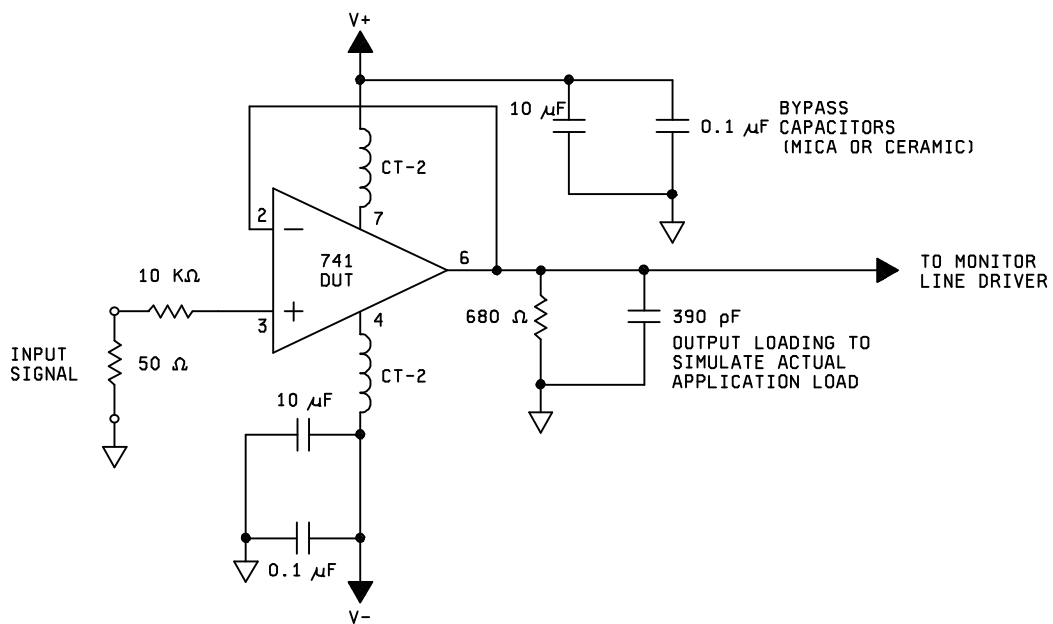 V+
10 µF
0.1 µF
BYPASS
CAPACITORS
(MICA OR CERAMIC)
CT-2
2
7
741
DUT
6
TO MONITOR
LINE DRIVER
10 KΩ
3
4
680 Ω
390 pF
OUTPUT LOADING TO
SIMULATE ACTUAL
APPLICATION LOAD
INPUT
SIGNAL
50 Ω
CT-2
10 µF
0.1 µF
V-